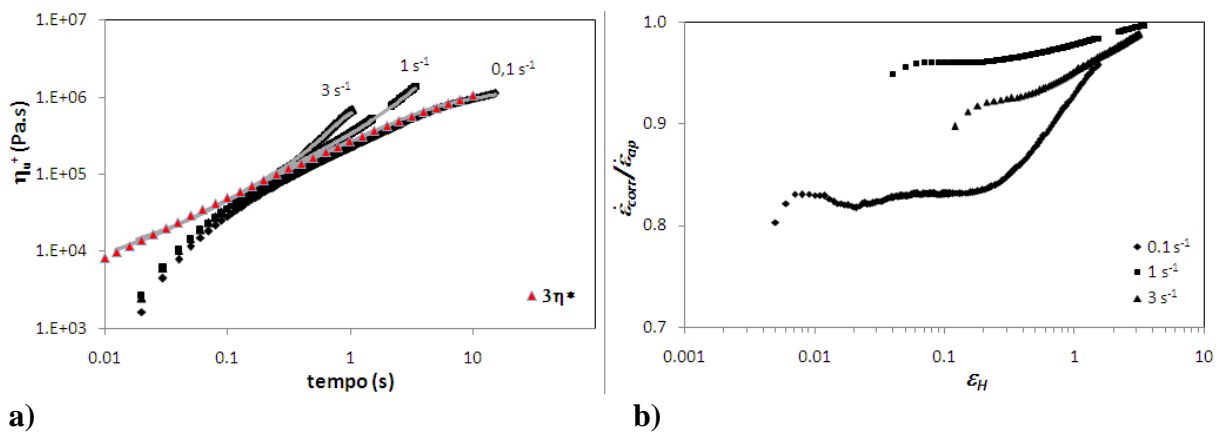 1.E+07
1.E+06
1.E+05
1.E+04
1.E+03
ηᵤ⁺ (Pa.s)
3 s⁻¹
1 s⁻¹
0,1 s⁻¹
3η*
0.01
0.1
1
10
tempo (s)
a)
1.0
0.9
0.8
0.7
ε̇corr/ε̇ap
0.1 s⁻¹
1 s⁻¹
3 s⁻¹
0.001
0.01
0.1
1
10
εH
b)